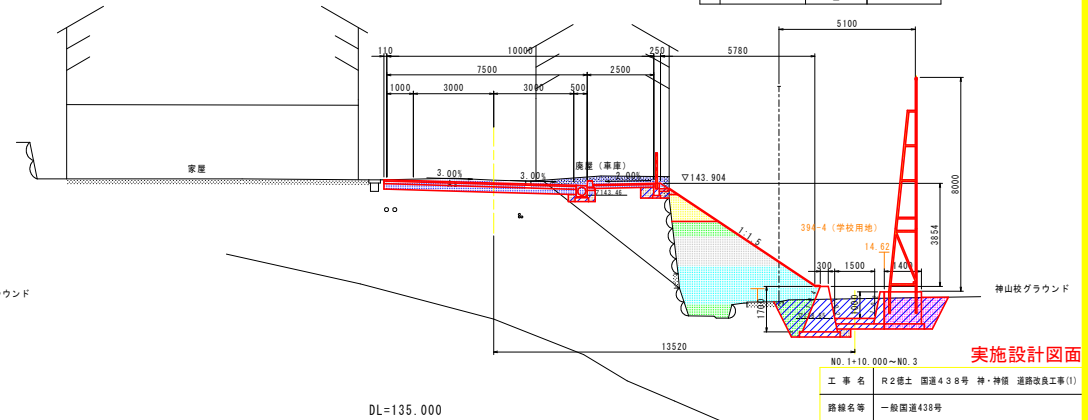 5100
110
10000
250
5780
7500
2500
1000
3000
3000
500
8000
家屋
廃屋（車庫）
3.00%
3.00%
2.00%
▽143.904
▽143.46
1:1.5
394-4（学校用地）
14.62
3854
300
1500
1400
1700
1000
神山校グラウンド
ウンド
13520
NO.1+10.000～NO.3
実施設計図面
工 事 名 R2徳土 国道438号 神・神領 道路改良工事(1)
路線名等 一般国道438号
DL=135.000